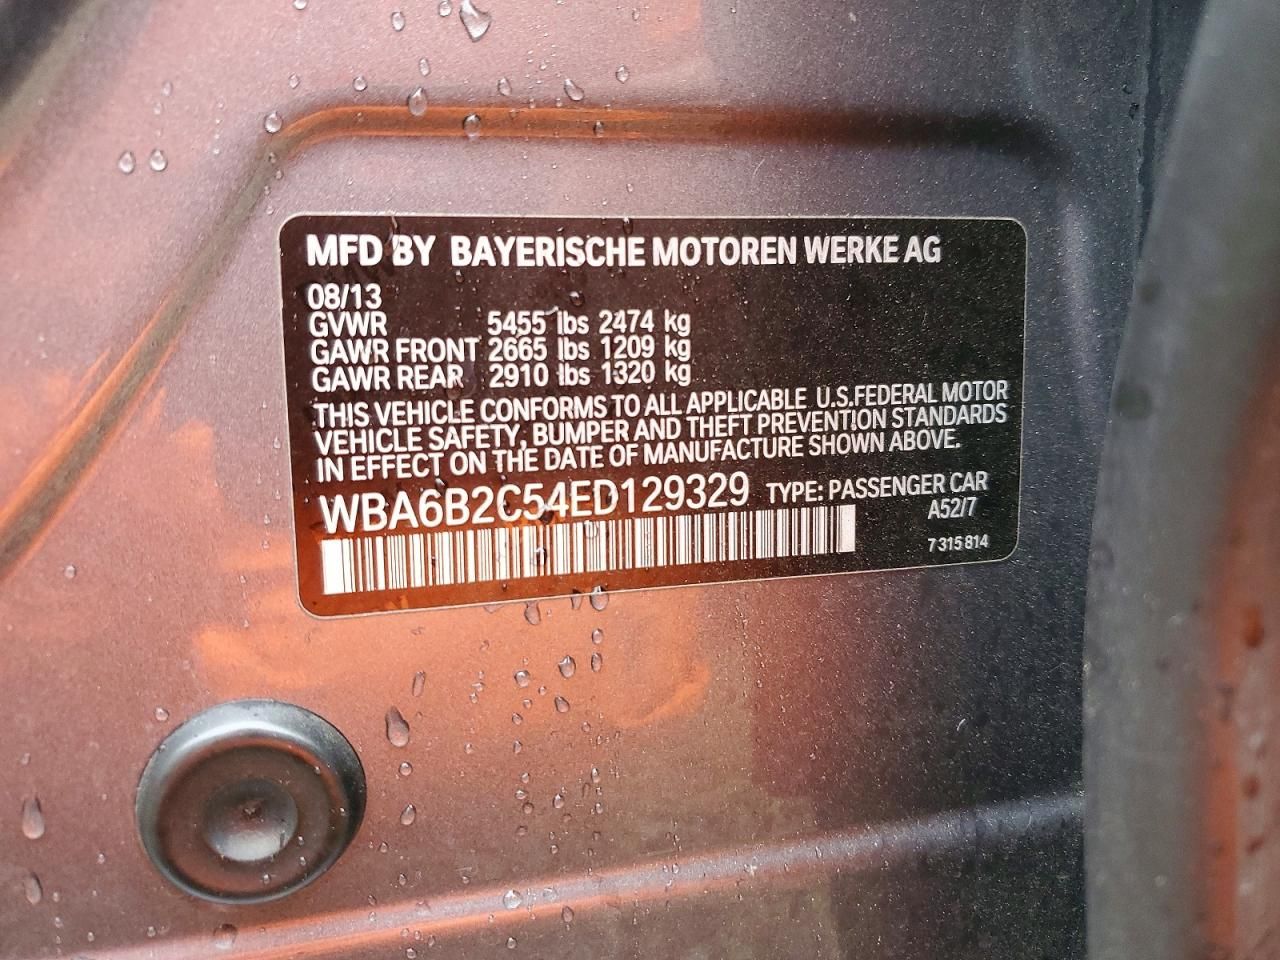 MFD BY BAYERISCHE MOTOREN WERKE AG
08/13
GVWR 5455 lbs 2474 kg
GAWR FRONT 2665 lbs 1209 kg
GAWR REAR 2910 lbs 1320 kg
THIS VEHICLE CONFORMS TO ALL APPLICABLE U.S.FEDERAL MOTOR
VEHICLE SAFETY, BUMPER AND THEFT PREVENTION STANDARDS
IN EFFECT ON THE DATE OF MANUFACTURE SHOWN ABOVE.
WBA6B2C54ED129329 TYPE: PASSENGER CAR
A52/7
7 315 814